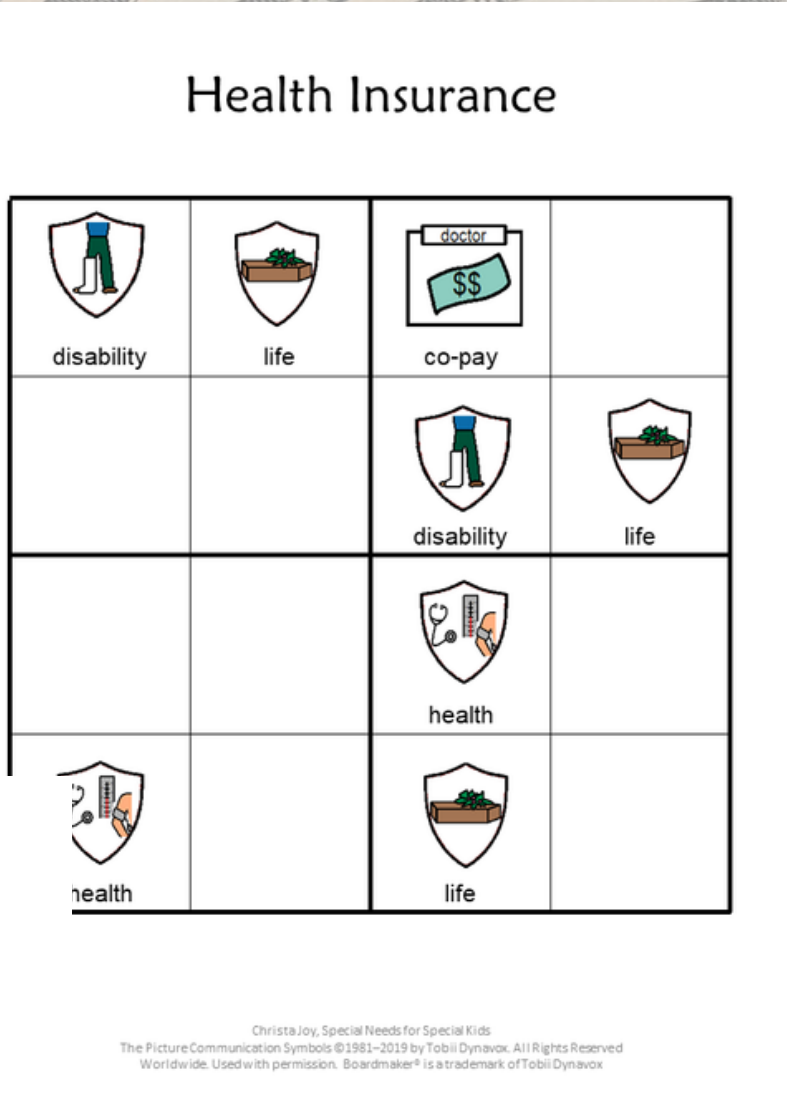 Health Insurance
doctor
$$
disability life co-pay
disability life
health
health life
Christa Joy, Special Needs for Special Kids
The Picture Communication Symbols ©1981–2019 by Tobii Dynavox. All Rights Reserved
Worldwide. Used with permission. Boardmaker® is a trademark of Tobii Dynavox